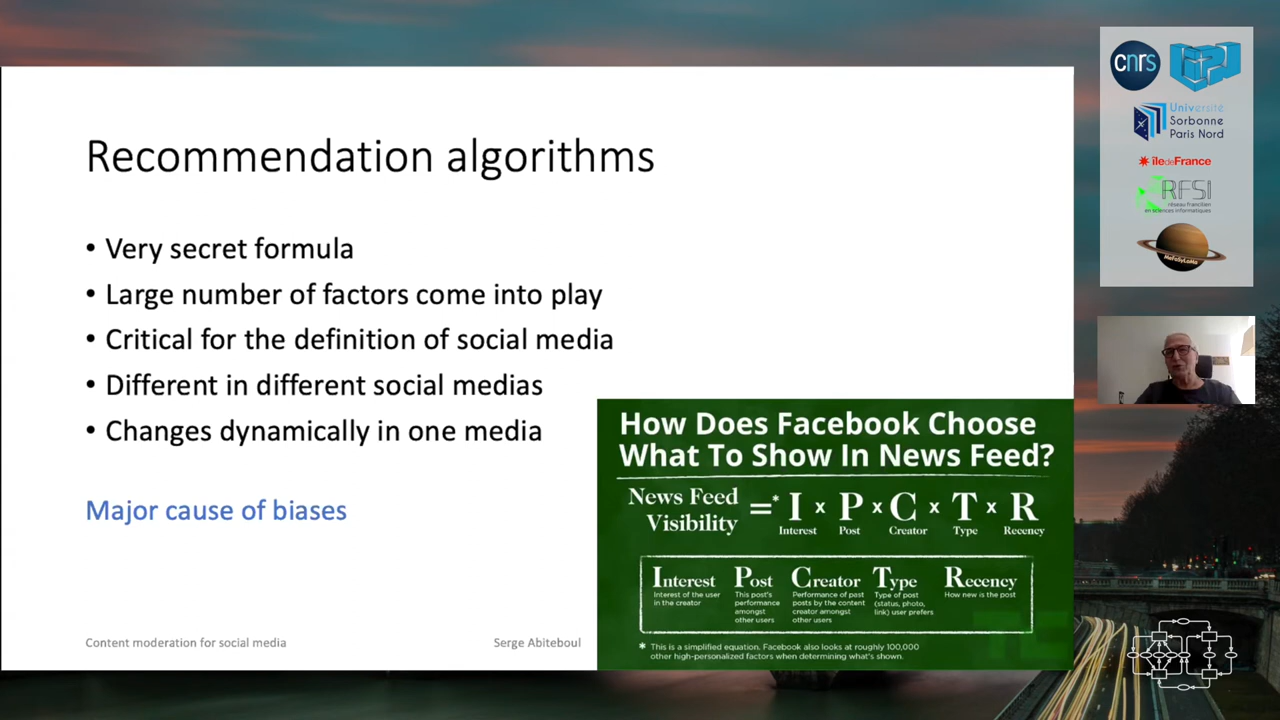 Recommendation algorithms
• Very secret formula
• Large number of factors come into play
• Critical for the definition of social media
• Different in different social medias
• Changes dynamically in one media
Major cause of biases
Content moderation for social media
Serge Abiteboul
How Does Facebook Choose
What To Show In News Feed?
News Feed
Visibility
=* I x P x C x T x R
Interest Post Creator Type Recency
Interest
Interest of the user
in the creator
Post
This post's
performance
amongst
other users
Creator
Performance of past
posts by the content
creator amongst
other users
Type
Type of post
(status, photo,
link) user prefers
Recency
How new is the post
* This is a simplified equation. Facebook also looks at roughly 100,000
other high-personalized factors when determining what's shown.
cnrs
Université
Sorbonne
Paris Nord
îledeFrance
RFSI
réseau francilien
en sciences informatiques
MeFoSyLoMa